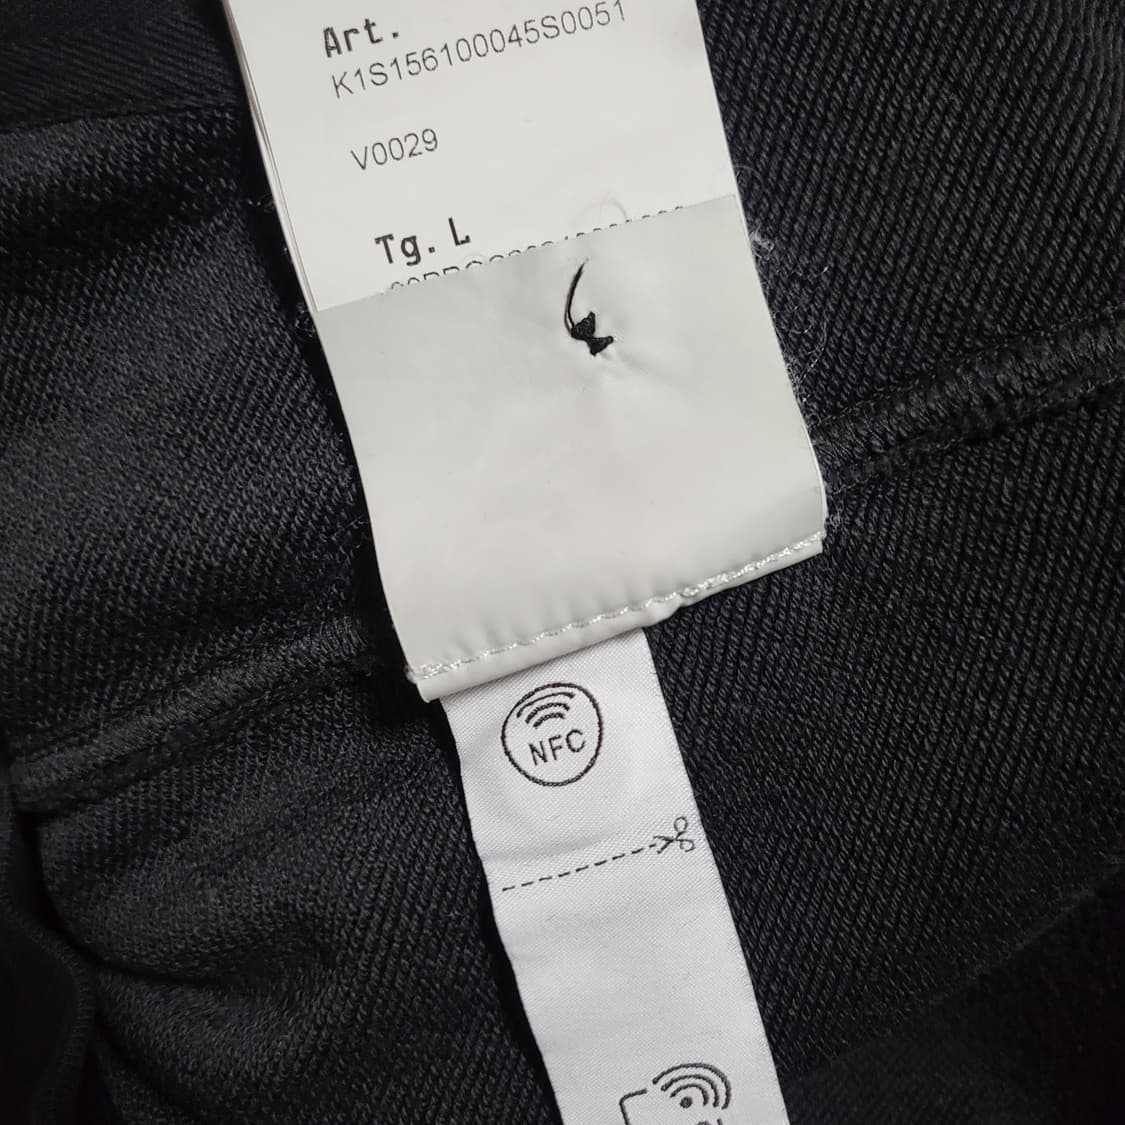 Art.
K1S156100045S0051
V0029
Tg. L
NFC